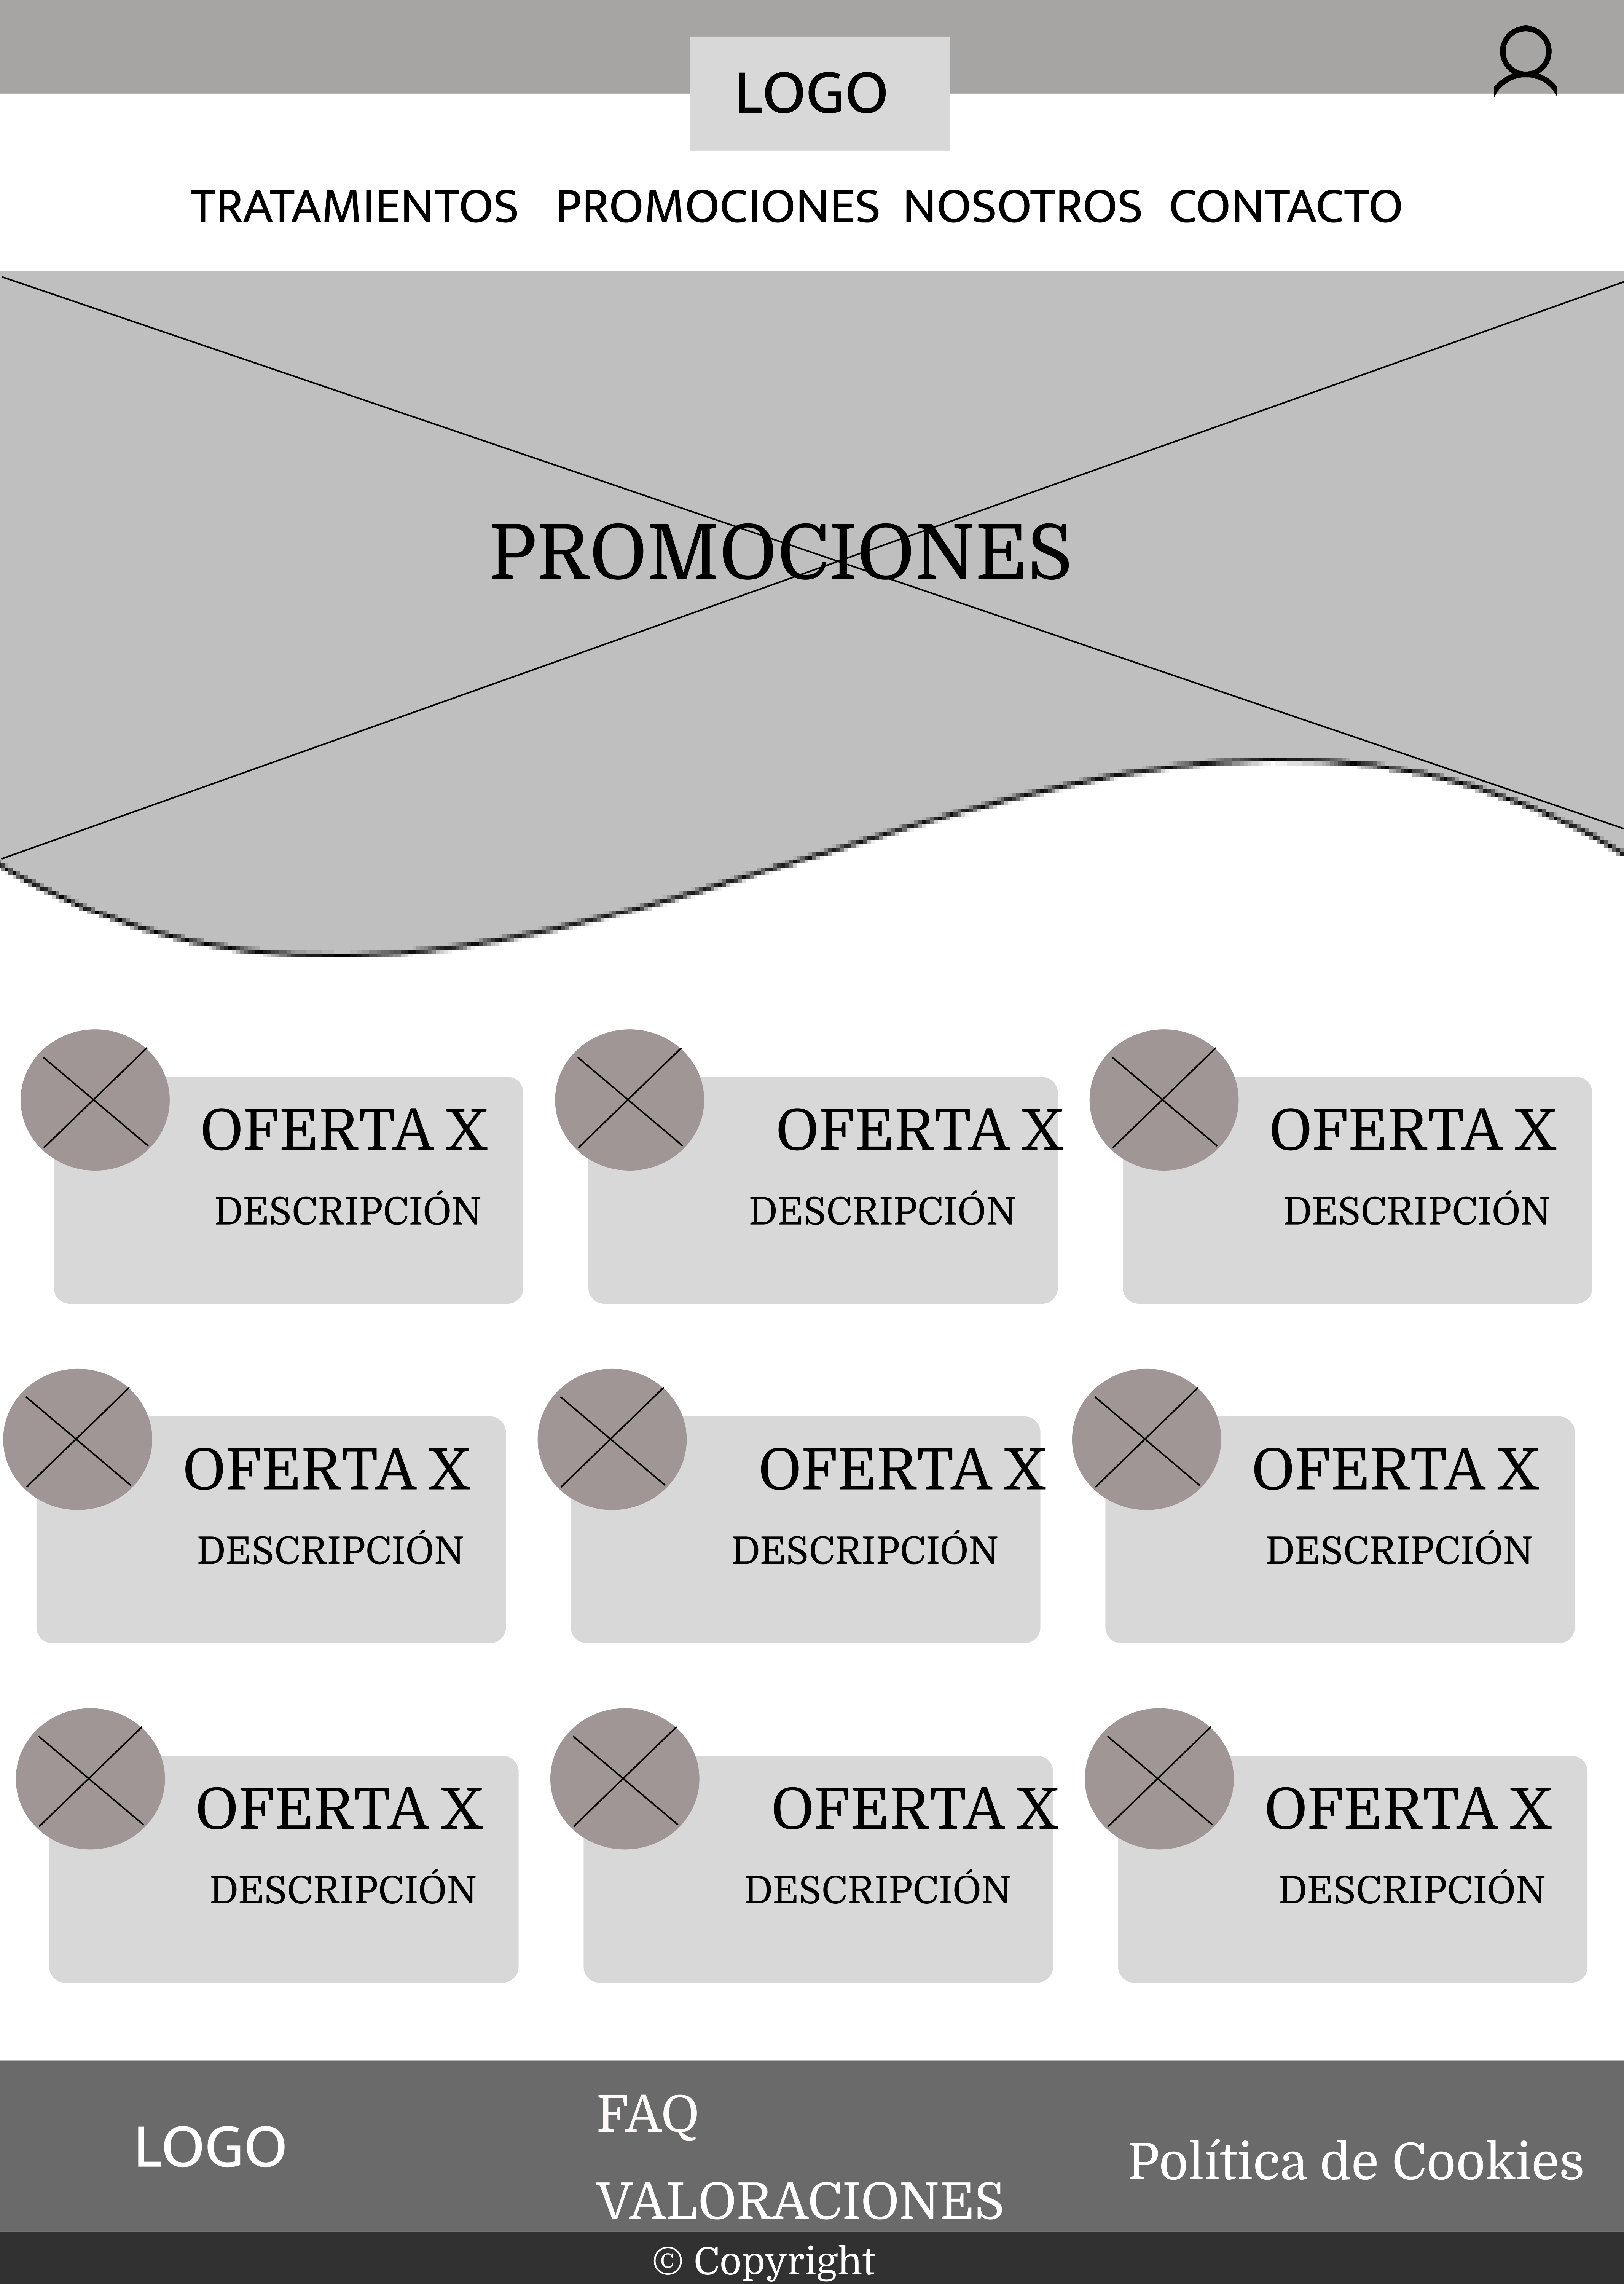 LOGO
TRATAMIENTOS PROMOCIONES NOSOTROS CONTACTO
PROMOCIONES
OFERTA X
DESCRIPCIÓN
OFERTA X
DESCRIPCIÓN
OFERTA X
DESCRIPCIÓN
OFERTA X
DESCRIPCIÓN
OFERTA X
DESCRIPCIÓN
OFERTA X
DESCRIPCIÓN
OFERTA X
DESCRIPCIÓN
OFERTA X
DESCRIPCIÓN
OFERTA X
DESCRIPCIÓN
LOGO
FAQ
VALORACIONES
Política de Cookies
© Copyright